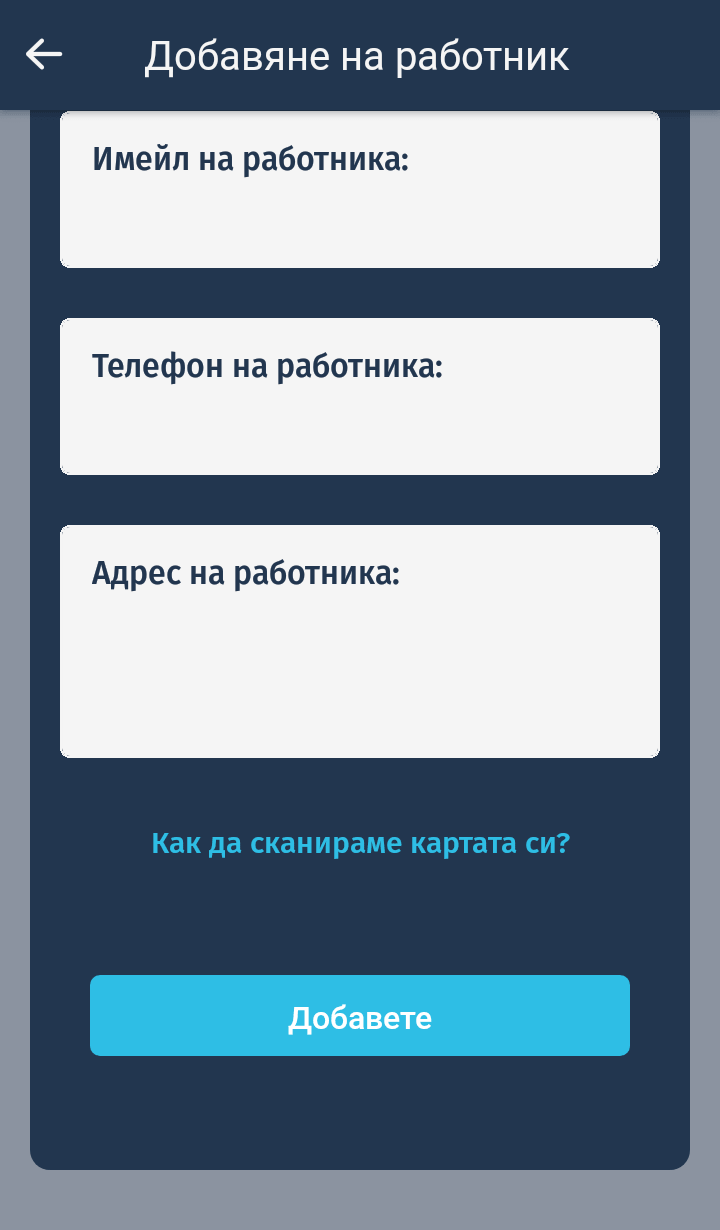 Добавяне на работник
Имейл на работника:
Телефон на работника:
Адрес на работника:
Как да сканираме картата си?
Добавете